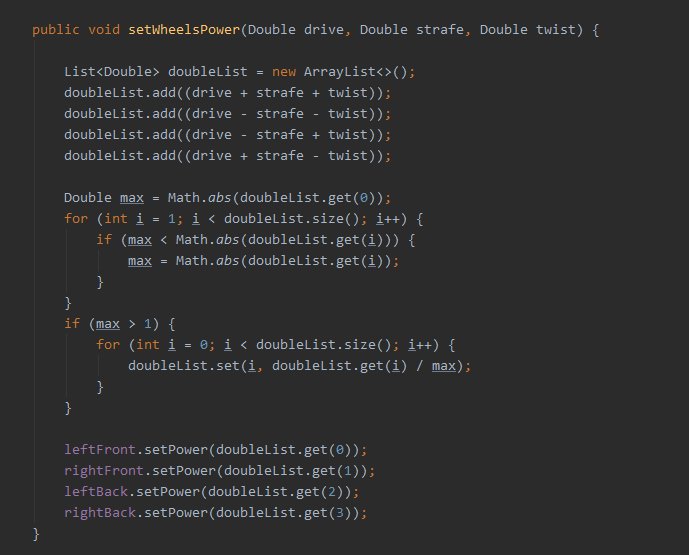 public void setWheelsPower(Double drive, Double strafe, Double twist) {
List<Double> doubleList = new ArrayList<>();
doubleList.add((drive + strafe + twist));
doubleList.add((drive - strafe - twist));
doubleList.add((drive - strafe + twist));
doubleList.add((drive + strafe - twist));
Double max = Math.abs(doubleList.get(0));
for (int i = 1; i < doubleList.size(); i++) {
if (max < Math.abs(doubleList.get(i))) {
max = Math.abs(doubleList.get(i));
}
}
if (max > 1) {
for (int i = 0; i < doubleList.size(); i++) {
doubleList.set(i, doubleList.get(i) / max);
}
}
leftFront.setPower(doubleList.get(0));
rightFront.setPower(doubleList.get(1));
leftBack.setPower(doubleList.get(2));
rightBack.setPower(doubleList.get(3));
}